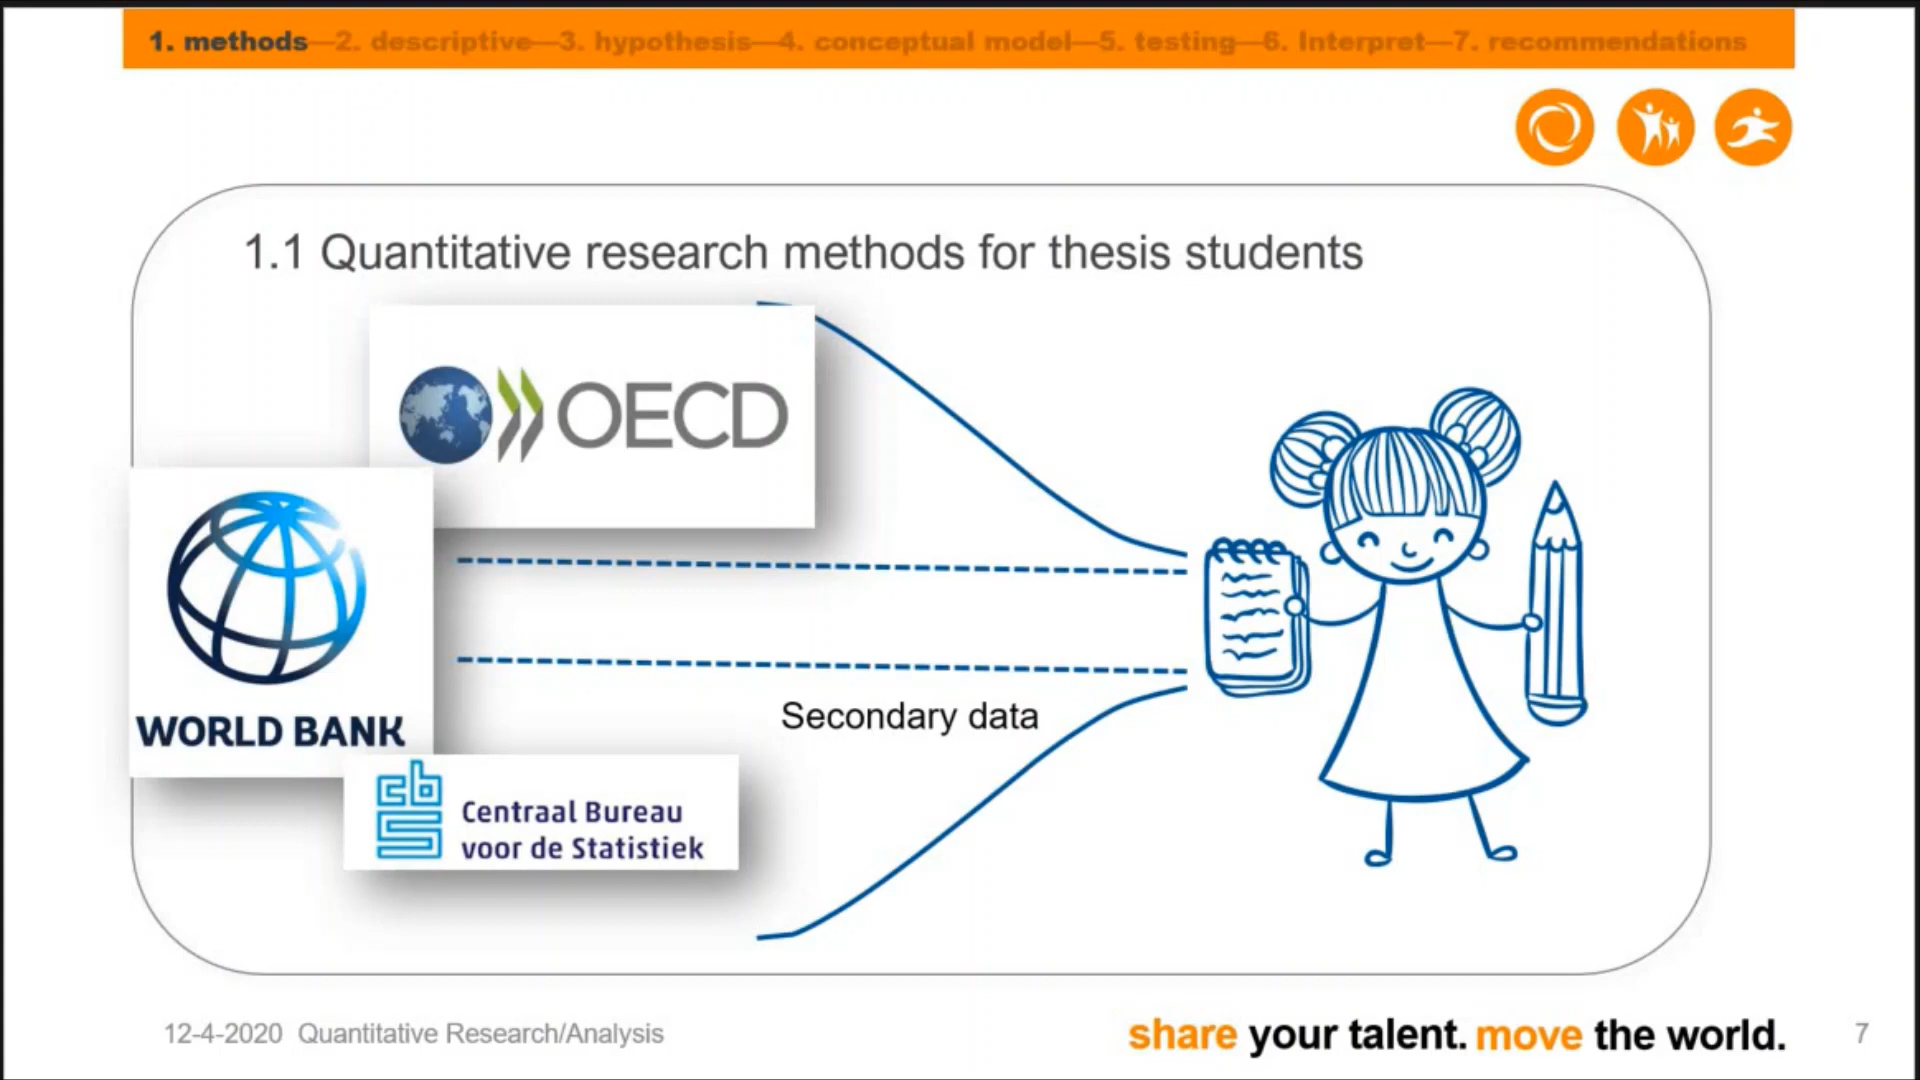 1. methods—2. descriptive—3. hypothesis—4. conceptual model—5. testing—6. Interpret—7. recommendations
1.1 Quantitative research methods for thesis students
OECD
WORLD BANK
Secondary data
cbs
Centraal Bureau
voor de Statistiek
12-4-2020 Quantitative Research/Analysis
share your talent. move the world.
7